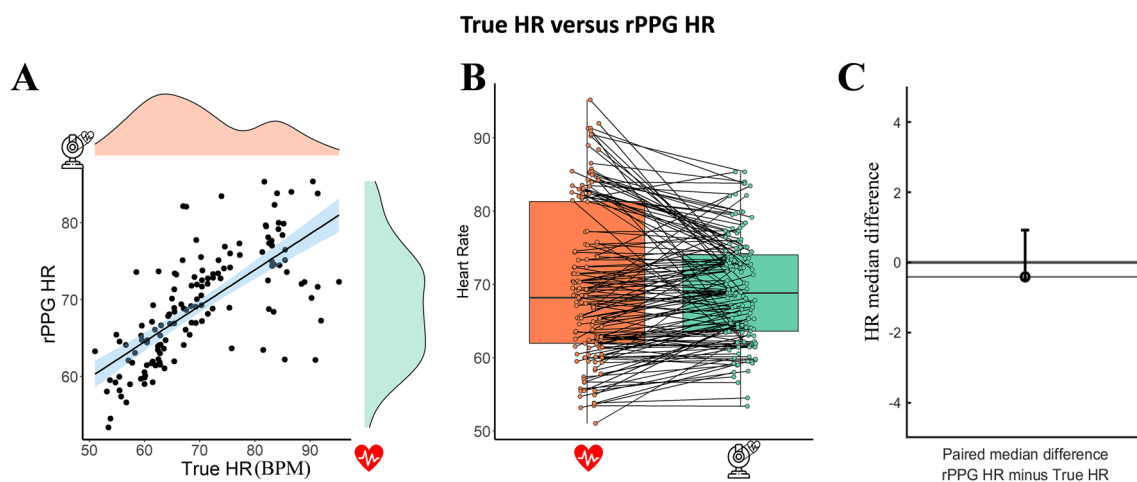 True HR versus rPPG HR
A
rPPG HR
80
70
60
50
60
70
80
90
True HR(BPM)
B
Heart Rate
90
80
70
60
50
C
HR median difference
4
2
0
-2
-4
Paired median difference
rPPG HR minus True HR